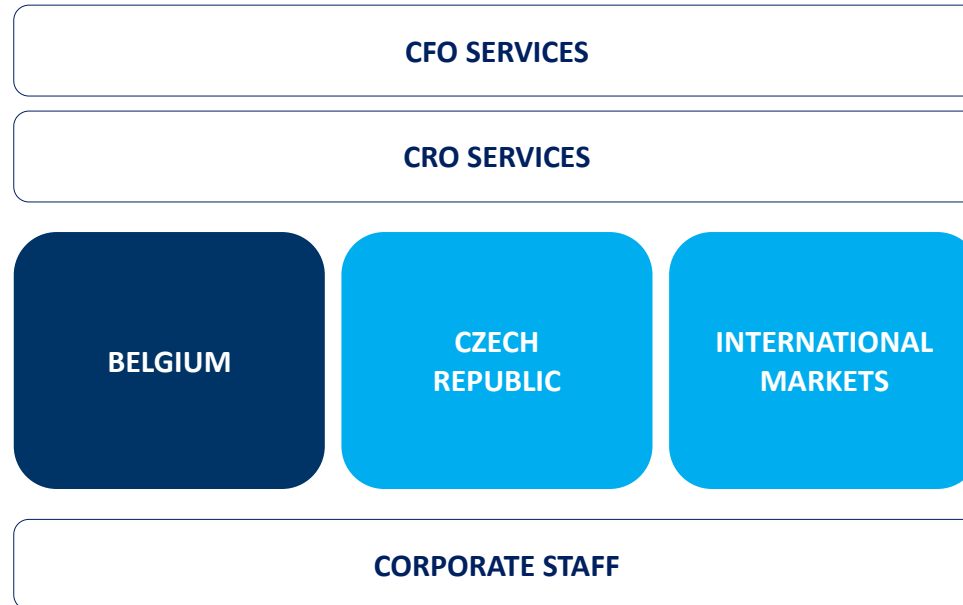 CFO SERVICES
CRO SERVICES
BELGIUM
CZECH
REPUBLIC
INTERNATIONAL
MARKETS
CORPORATE STAFF